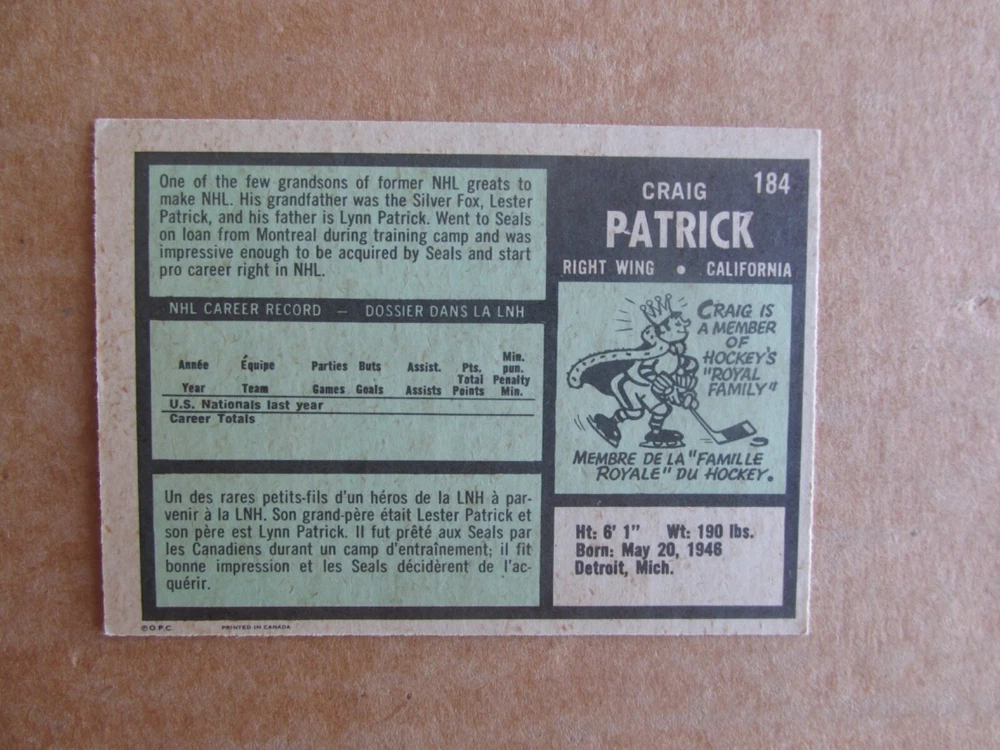 One of the few grandsons of former NHL greats to
make NHL. His grandfather was the Silver Fox, Lester
Patrick, and his father is Lynn Patrick. Went to Seals
on loan from Montreal during training camp and was
impressive enough to be acquired by Seals and start
pro career right in NHL.
NHL CAREER RECORD — DOSSIER DANS LA LNH
Année Équipe Parties Buts Assist. Pts. Min. pun.
Year Team Games Goals Assists Total Points Penalty Min.
U.S. Nationals last year
Career Totals
Un des rares petits-fils d'un héros de la LNH à par-
venir à la LNH. Son grand-père était Lester Patrick et
son père est Lynn Patrick. Il fut prêté aux Seals par
les Canadiens durant un camp d'entraînement; il fit
bonne impression et les Seals décidèrent de l'ac-
quérir.
184
CRAIG
PATRICK
RIGHT WING • CALIFORNIA
CRAIG IS
A MEMBER
OF
HOCKEY'S
"ROYAL
FAMILY"
MEMBRE DE LA "FAMILLE
ROYALE" DU HOCKEY.
Ht: 6' 1" Wt: 190 lbs.
Born: May 20, 1946
Detroit, Mich.
© O.P.C. PRINTED IN CANADA